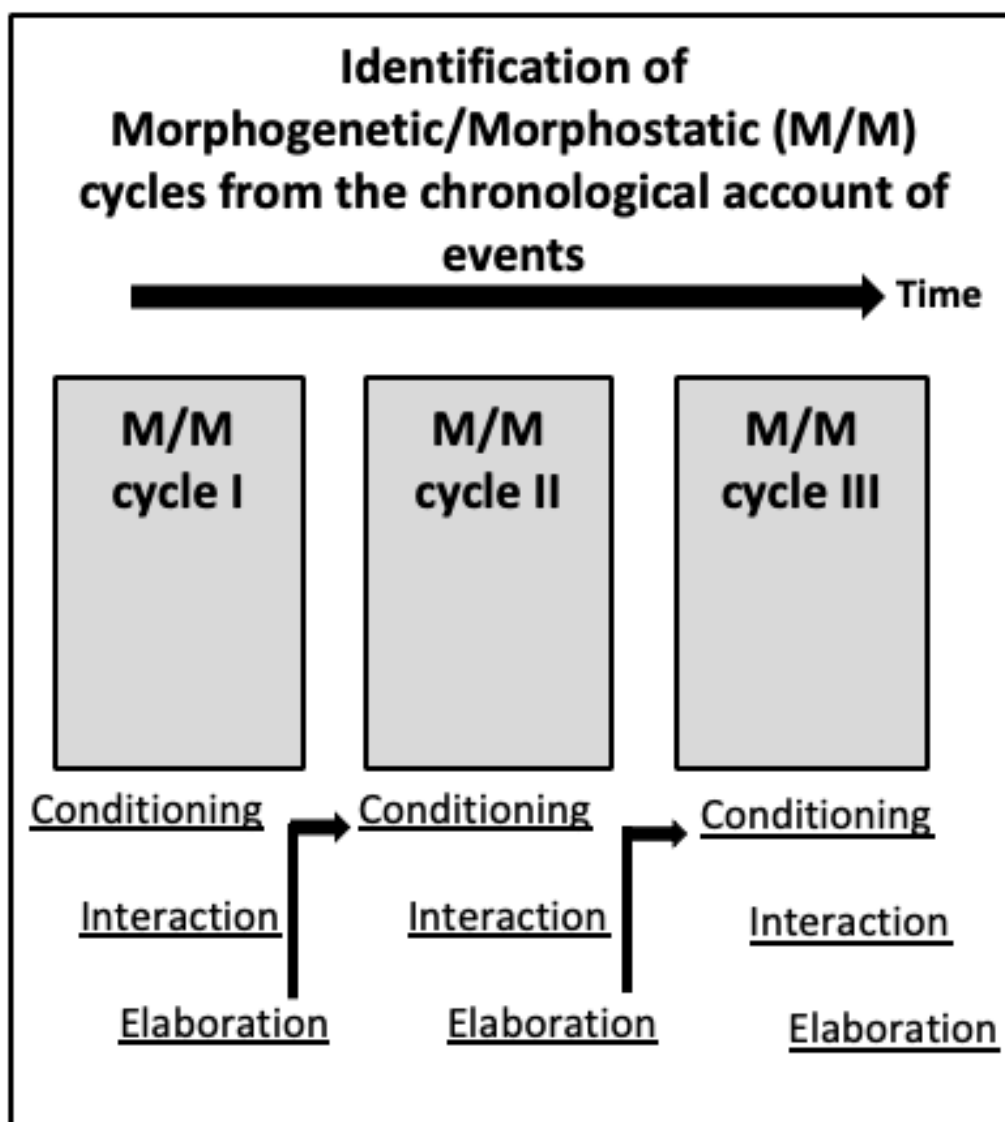 Identification of
Morphogenetic/Morphostatic (M/M)
cycles from the chronological account of
events
Time
M/M
cycle I
M/M
cycle II
M/M
cycle III
Conditioning
Interaction
Elaboration
Conditioning
Interaction
Elaboration
Conditioning
Interaction
Elaboration